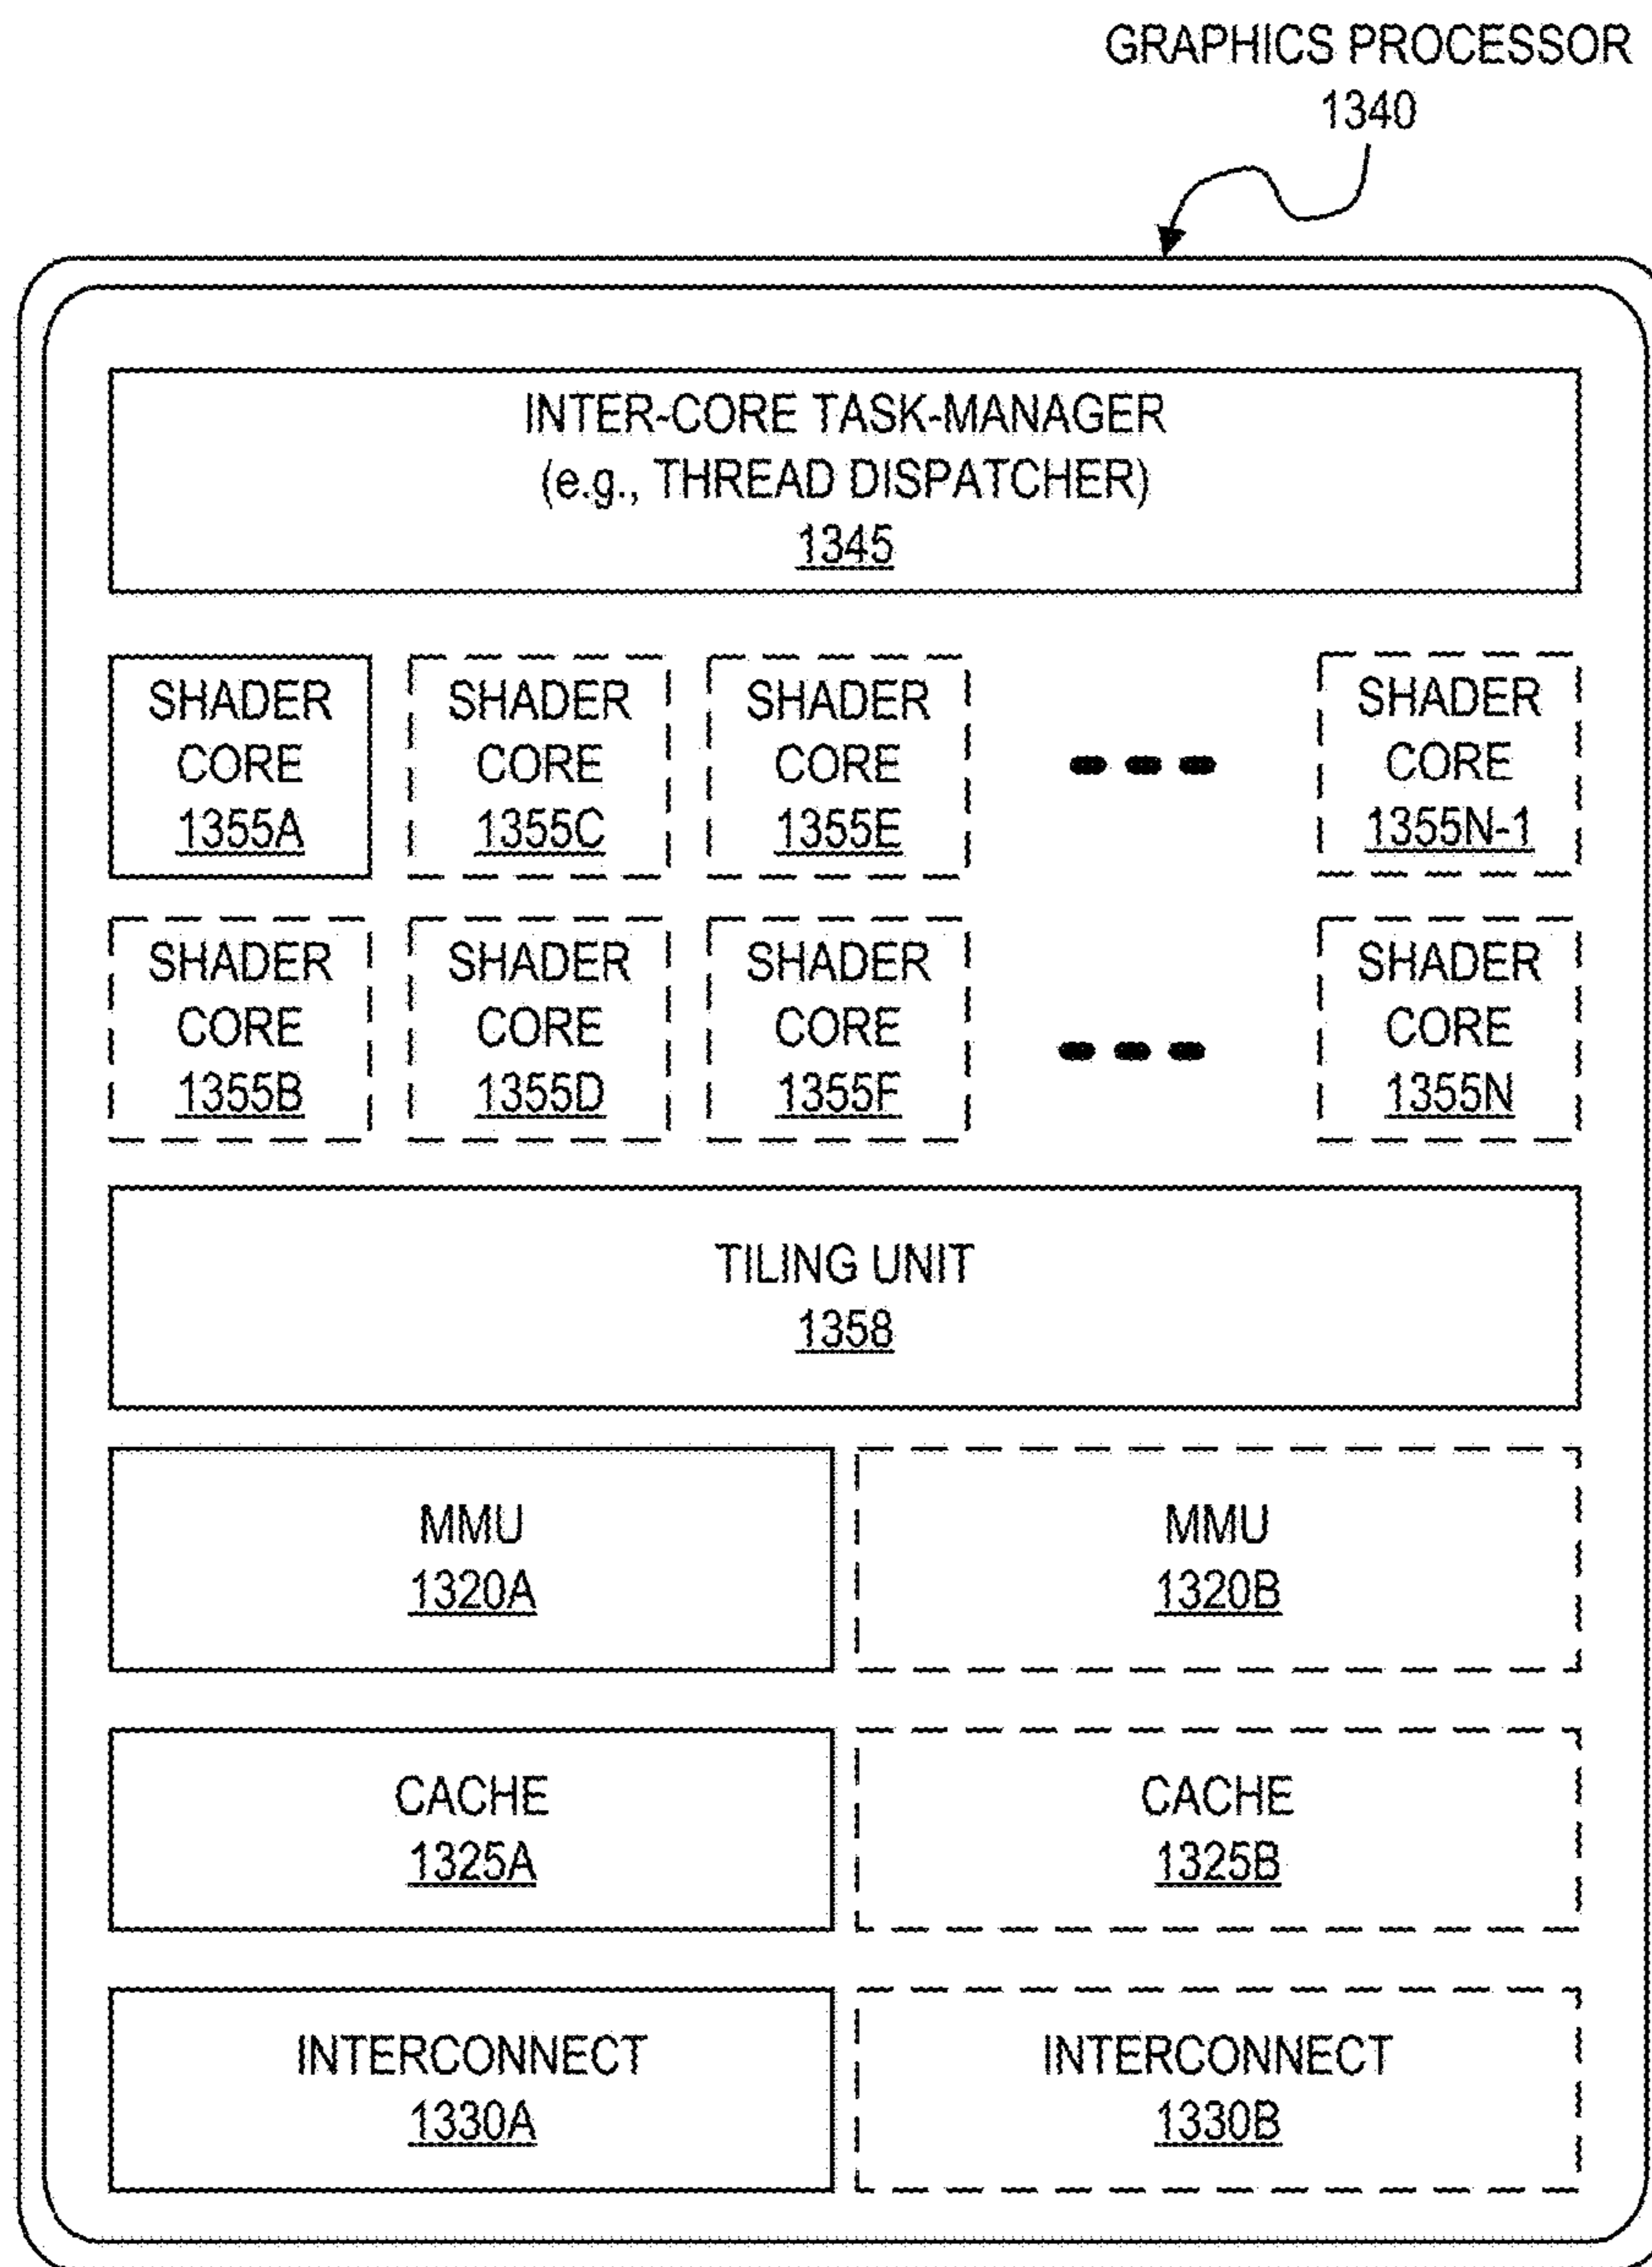 GRAPHICS PROCESSOR
1340
INTER-CORE TASK-MANAGER
(e.g., THREAD DISPATCHER)
1345
SHADER
CORE
1355A
SHADER
CORE
1355C
SHADER
CORE
1355E
SHADER
CORE
1355N-1
SHADER
CORE
1355B
SHADER
CORE
1355D
SHADER
CORE
1355F
SHADER
CORE
1355N
TILING UNIT
1358
MMU
1320A
MMU
1320B
CACHE
1325A
CACHE
1325B
INTERCONNECT
1330A
INTERCONNECT
1330B